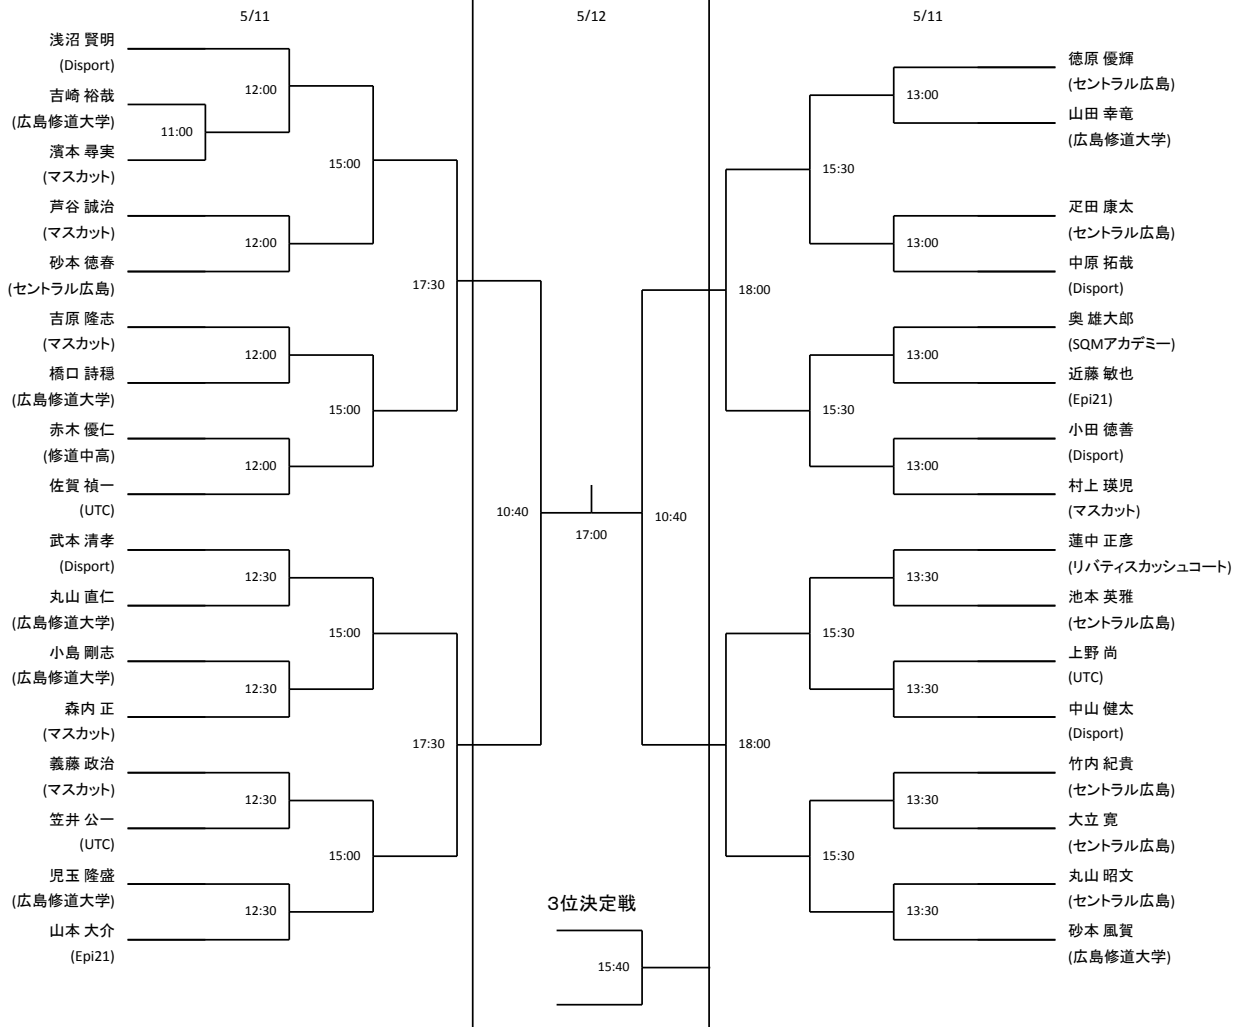 5/11
5/12
5/11
浅沼 賢明
(Disport)
吉崎 裕哉
(広島修道大学)
濱本 尋実
(マスカット)
芦谷 誠治
(マスカット)
砂本 徳春
(セントラル広島)
吉原 隆志
(マスカット)
橋口 詩穏
(広島修道大学)
赤木 優仁
(修道中高)
佐賀 禎一
(UTC)
武本 清孝
(Disport)
丸山 直仁
(広島修道大学)
小島 剛志
(広島修道大学)
森内 正
(マスカット)
義藤 政治
(マスカット)
笠井 公一
(UTC)
児玉 隆盛
(広島修道大学)
山本 大介
(Epi21)
11:00
12:00
12:00
12:00
12:00
12:30
12:30
12:30
12:30
15:00
15:00
15:00
15:00
17:30
17:30
10:40
17:00
10:40
3位決定戦
15:40
18:00
18:00
15:30
15:30
15:30
15:30
13:00
13:00
13:00
13:00
13:30
13:30
13:30
13:30
徳原 優輝
(セントラル広島)
山田 幸竜
(広島修道大学)
疋田 康太
(セントラル広島)
中原 拓哉
(Disport)
奥 雄大郎
(SQMアカデミー)
近藤 敏也
(Epi21)
小田 徳善
(Disport)
村上 瑛児
(マスカット)
蓮中 正彦
(リバティスカッシュコート)
池本 英雅
(セントラル広島)
上野 尚
(UTC)
中山 健太
(Disport)
竹内 紀貴
(セントラル広島)
大立 寛
(セントラル広島)
丸山 昭文
(セントラル広島)
砂本 風賀
(広島修道大学)